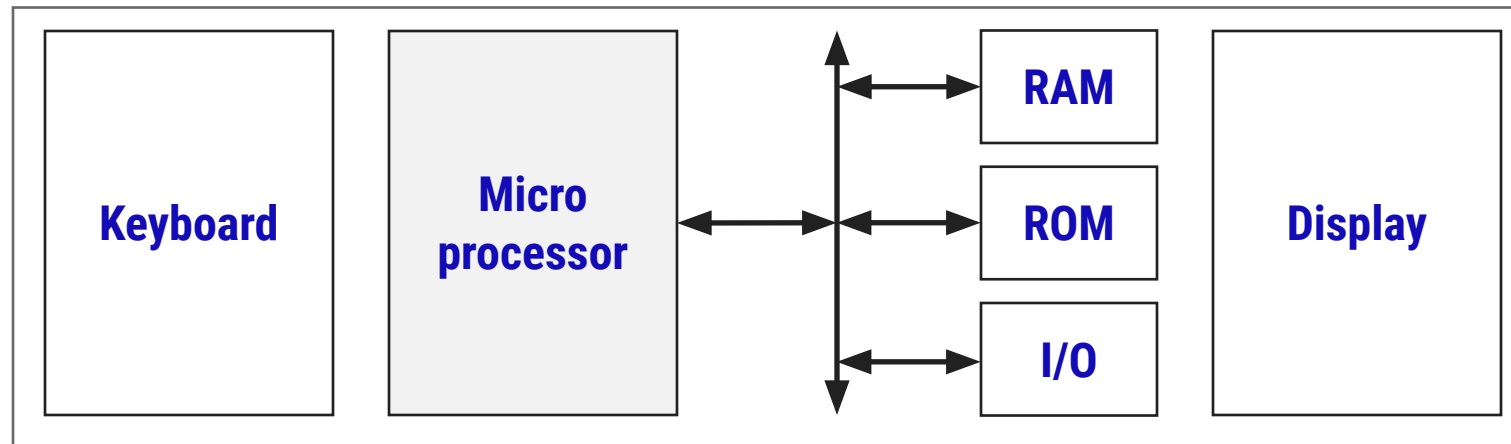 Keyboard
Micro
processor
RAM
ROM
I/O
Display